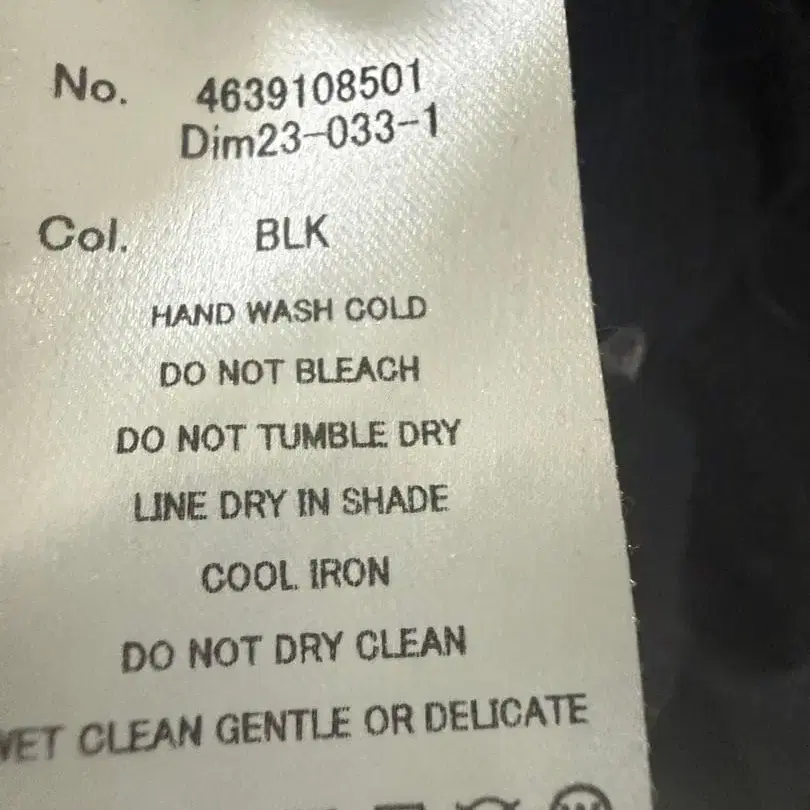 No. 4639108501
Dim23-033-1
Col. BLK
HAND WASH COLD
DO NOT BLEACH
DO NOT TUMBLE DRY
LINE DRY IN SHADE
COOL IRON
DO NOT DRY CLEAN
WET CLEAN GENTLE OR DELICATE